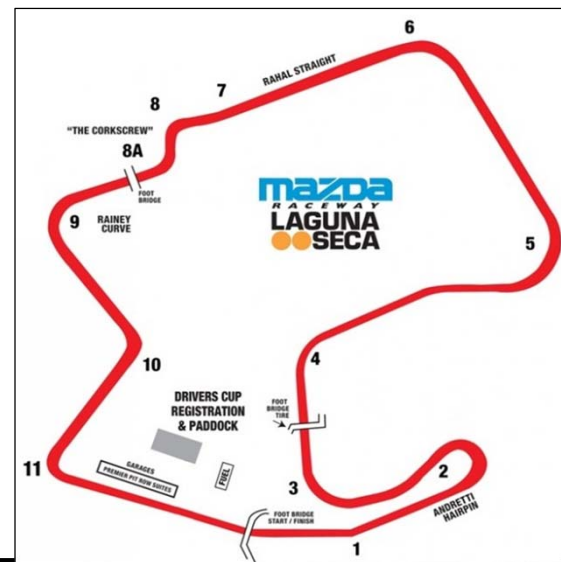 6
RAHAL STRAIGHT
7
8
"THE CORKSCREW"
8A
FOOT
BRIDGE
mazda
RACEWAY
LAGUNA
SECA
9
RAINEY
CURVE
5
10
4
DRIVERS CUP
REGISTRATION
& PADDOCK
FOOT
BRIDGE
TIRE
11
GARAGES
PREMIER PIT ROW SUITES
FUEL
3
2
ANDRETTI
HAIRPIN
FOOT BRIDGE
START / FINISH
1